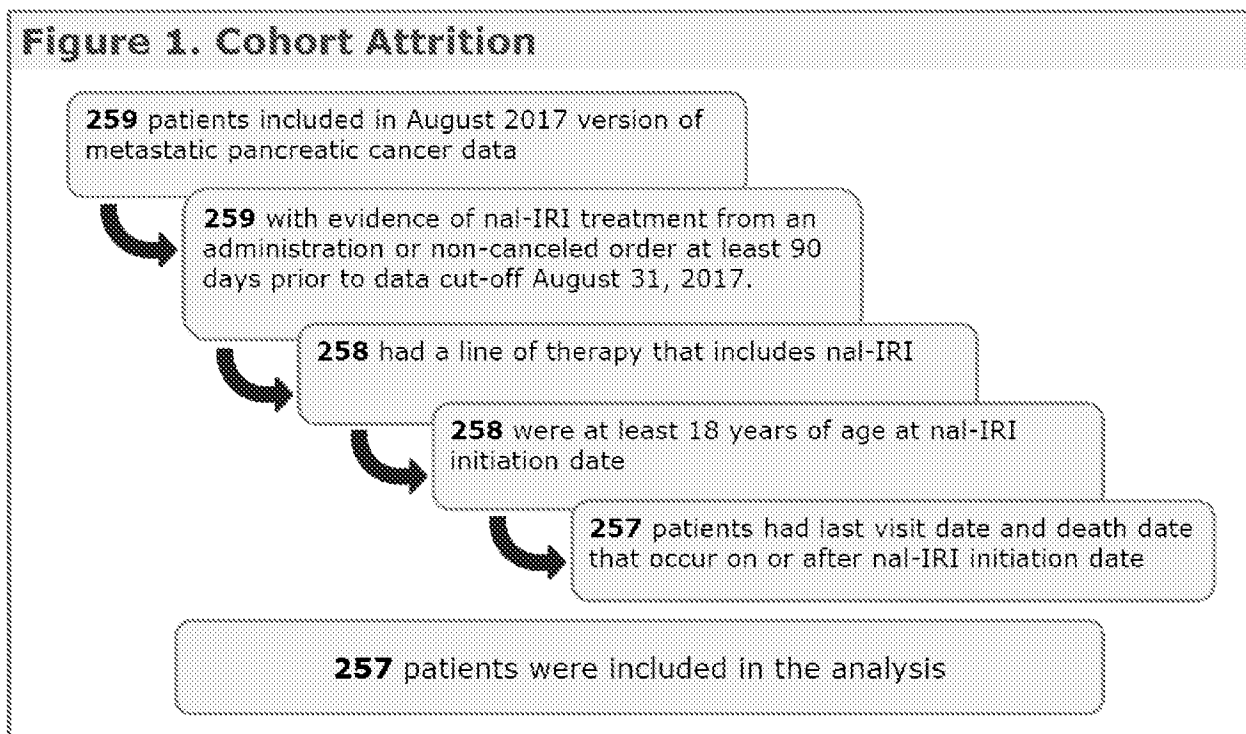 Figure 1. Cohort Attrition
259 patients included in August 2017 version of
metastatic pancreatic cancer data
259 with evidence of nal-IRI treatment from an
administration or non-canceled order at least 90
days prior to data cut-off August 31, 2017.
258 had a line of therapy that includes nal-IRI
258 were at least 18 years of age at nal-IRI
initiation date
257 patients had last visit date and death date
that occur on or after nal-IRI initiation date
257 patients were included in the analysis